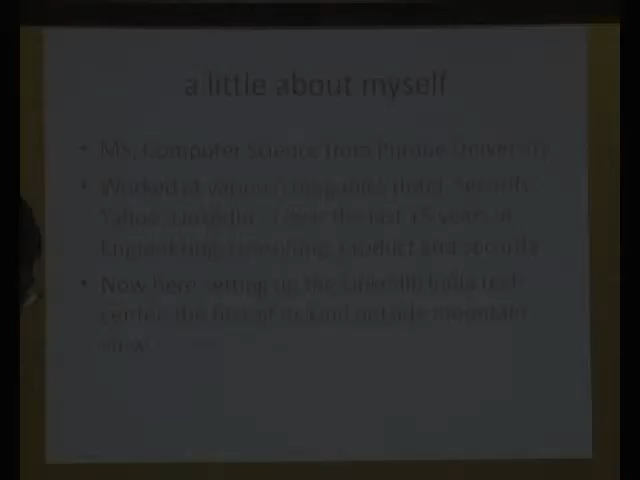 a little about myself
• MS, Computer Science from Purdue University
• Worked at various companies (Intel, Security,
Yahoo, LinkedIn over the last 15 years in
Engineering, consulting, product and security
• Now here setting up the LinkedIn India tech
center, the first of its kind outside mountain
view.